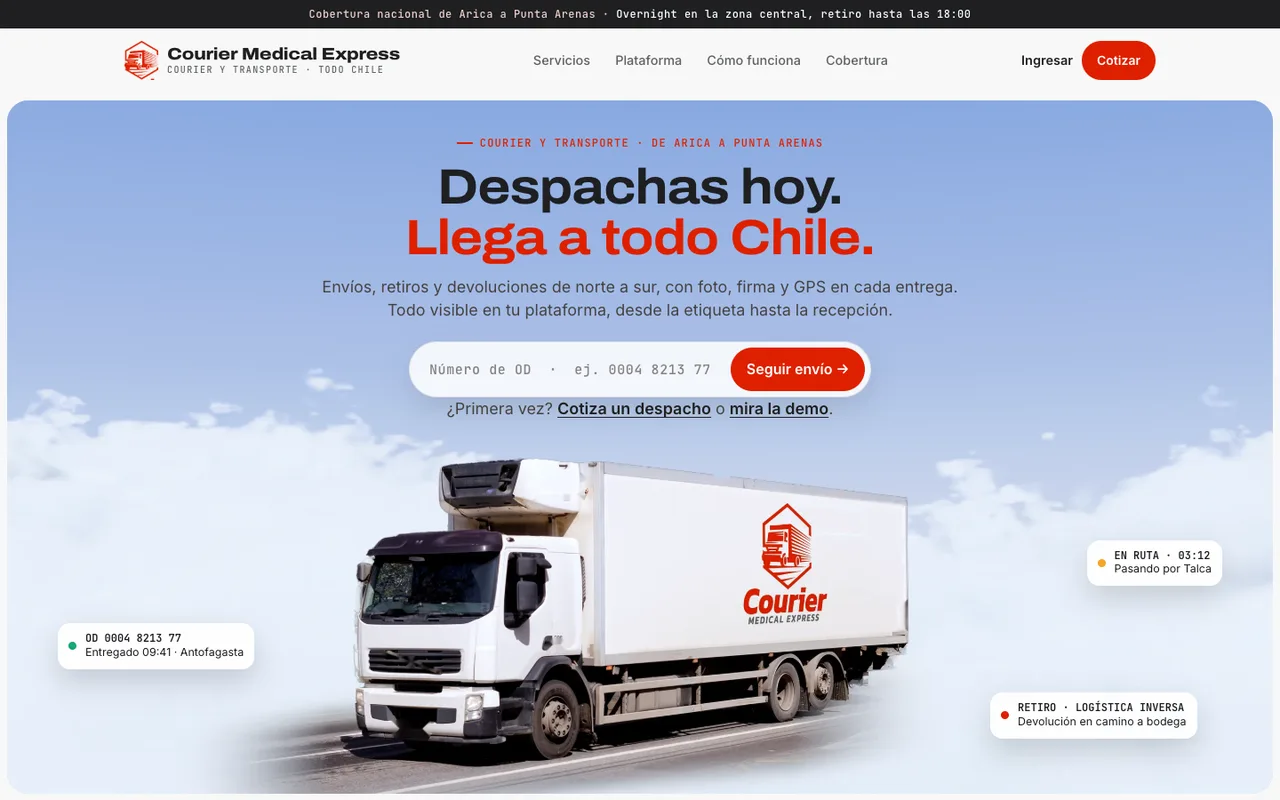 Cobertura nacional de Arica a Punta Arenas · Overnight en la zona central, retiro hasta las 18:00
Courier Medical Express
COURIER Y TRANSPORTE · TODO CHILE
Servicios
Plataforma
Cómo funciona
Cobertura
Ingresar
Cotizar
COURIER Y TRANSPORTE · DE ARICA A PUNTA ARENAS
Despachas hoy.
Llega a todo Chile.
Envíos, retiros y devoluciones de norte a sur, con foto, firma y GPS en cada entrega.
Todo visible en tu plataforma, desde la etiqueta hasta la recepción.
Número de OD · ej. 0004 8213 77
Seguir envío →
¿Primera vez? Cotiza un despacho o mira la demo.
Courier
MEDICAL EXPRESS
EN RUTA · 03:12
Pasando por Talca
OD 0004 8213 77
Entregado 09:41 · Antofagasta
RETIRO · LOGÍSTICA INVERSA
Devolución en camino a bodega